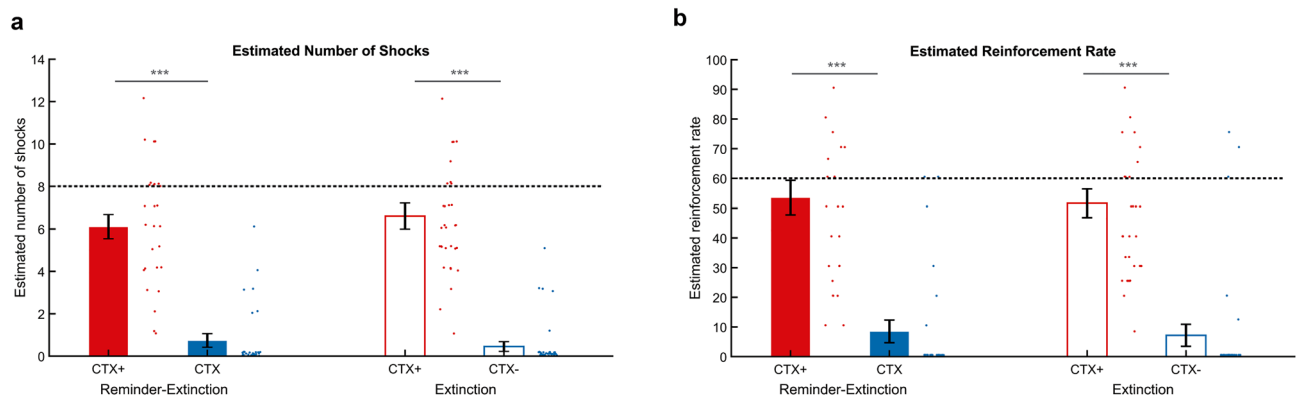 a
Estimated Number of Shocks
Estimated number of shocks
14
12
10
8
6
4
2
0
***
***
CTX+
CTX
CTX+
CTX-
Reminder-Extinction
Extinction
b
Estimated Reinforcement Rate
Estimated reinforcement rate
100
90
80
70
60
50
40
30
20
10
0
***
***
CTX+
CTX
CTX+
CTX-
Reminder-Extinction
Extinction